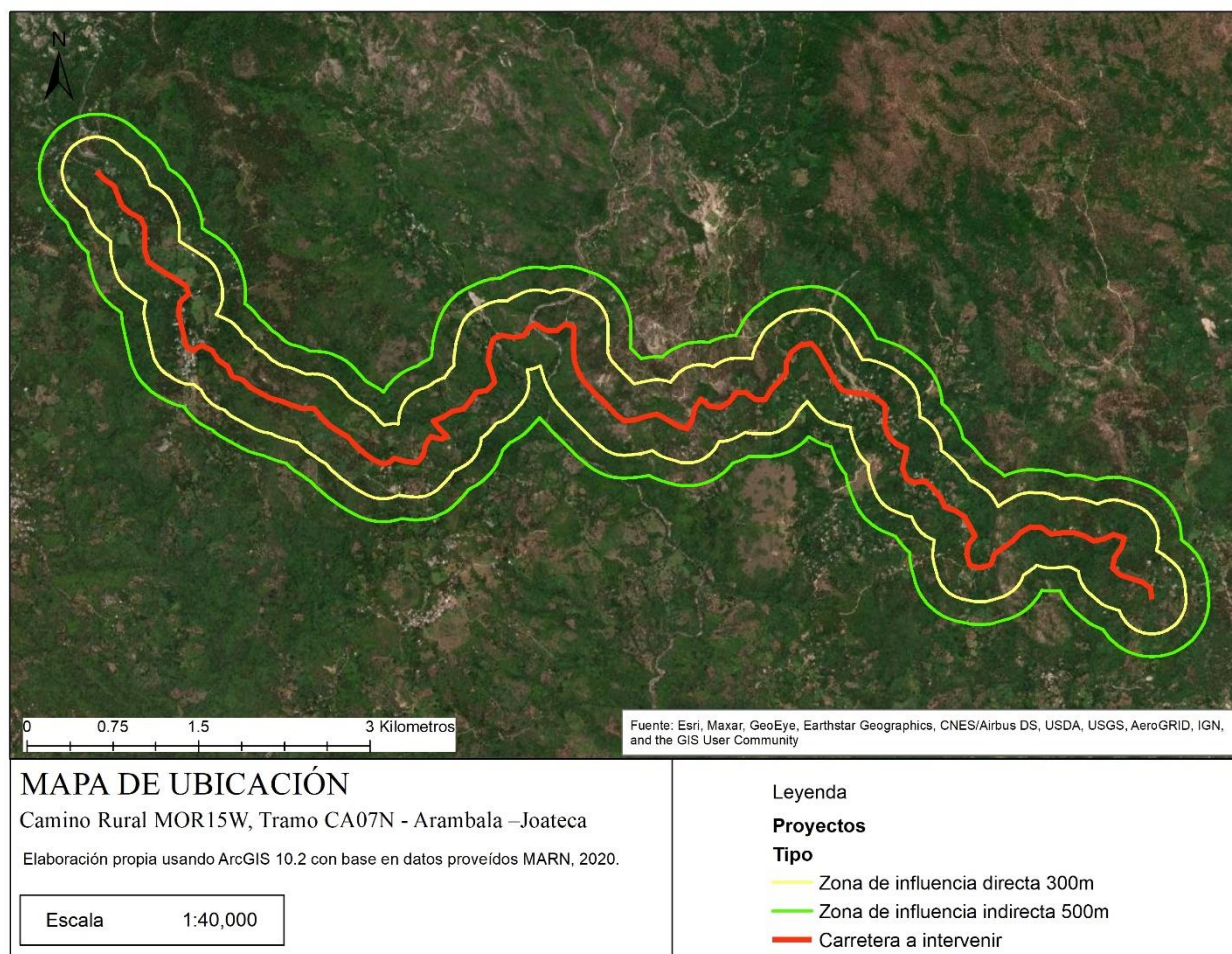 N
0 0.75 1.5 3 Kilometros
Fuente: Esri, Maxar, GeoEye, Earthstar Geographics, CNES/Airbus DS, USDA, USGS, AeroGRID, IGN,
and the GIS User Community
MAPA DE UBICACIÓN
Camino Rural MOR15W, Tramo CA07N - Arambala –Joateca
Elaboración propia usando ArcGIS 10.2 con base en datos proveídos MARN, 2020.
Escala 1:40,000
Leyenda
Proyectos
Tipo
Zona de influencia directa 300m
Zona de influencia indirecta 500m
Carretera a intervenir